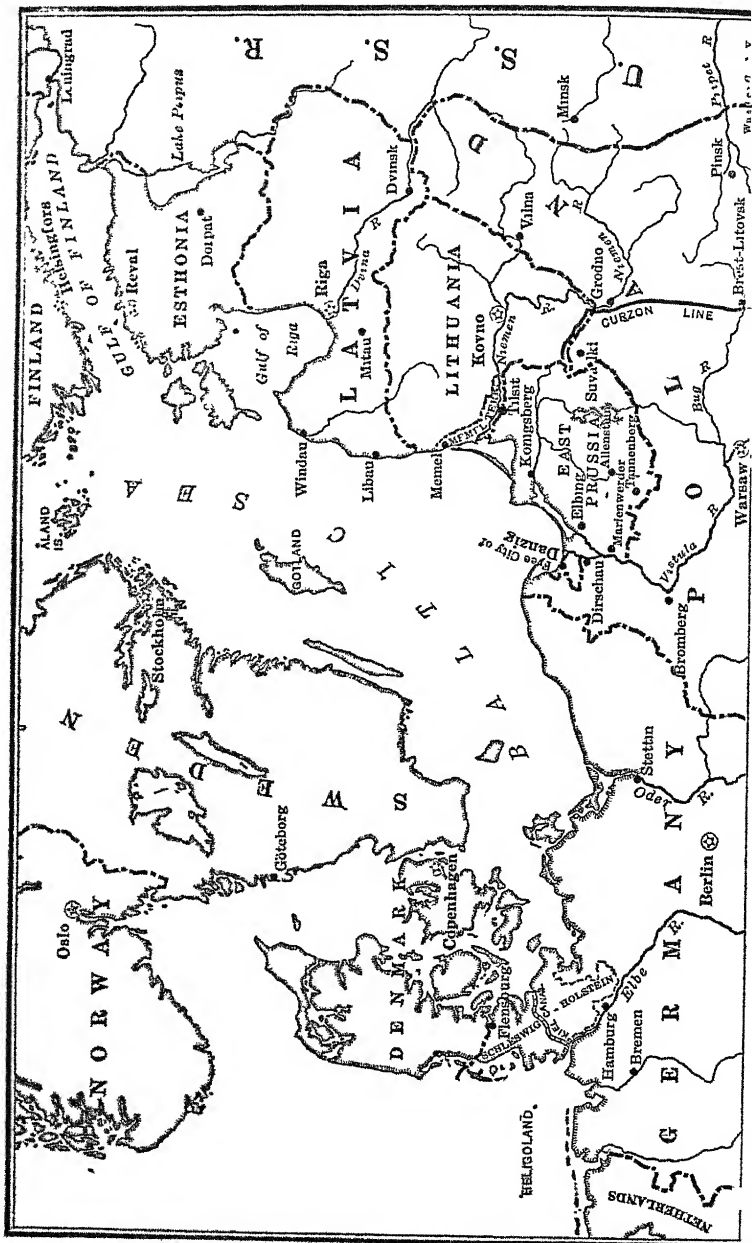 NORWAY
Oslo
SWEDEN
Stockholm
Göteborg
GOTLAND
ÅLAND
IS.
FINLAND
Helsingfors
GULF OF FINLAND
Leningrad
Reval
ESTHONIA
Dorpat
Lake Peipus
U. S. S. R.
BALTIC SEA
Gulf of
Riga
Riga
LATVIA
Mitau
Dvina R.
Dvinsk
Windau
Libau
Memel
MEMEL TERR.
LITHUANIA
Kovno
Niemen
R.
Tilsit
Vilna
Minsk
Königsberg
EAST
PRUSSIA
Elbing
Allenstein
Marienwerder
Tannenberg
Suvalki
Grodno
Niemen
R
CURZON LINE
Free City of
Danzig
Dirschau
Vistula R
Bromberg
POLAND
Warsaw
Bug R
Brest-Litovsk
Pinsk
Pripet R
DENMARK
Copenhagen
Flensburg
SCHLESWIG-HOLSTEIN
KIEL CANAL
HELIGOLAND
Hamburg
Bremen
Elbe R.
GERMANY
Berlin
Stettin
Oder R.
NETHERLANDS